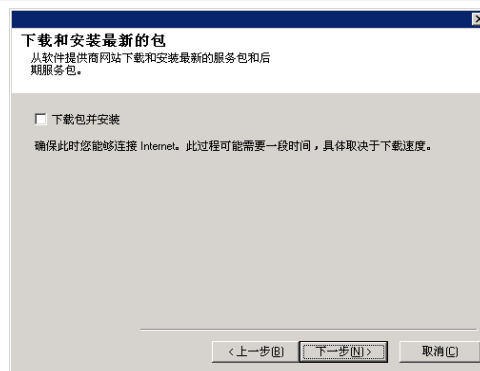 下载和安装最新的包
从软件提供商网站下载和安装最新的服务包和后
期服务包。
下载包并安装
确保此时您能够连接 Internet。此过程可能需要一段时间，具体取决于下载速度。
<上一步(B)
下一步(N)>
取消(C)